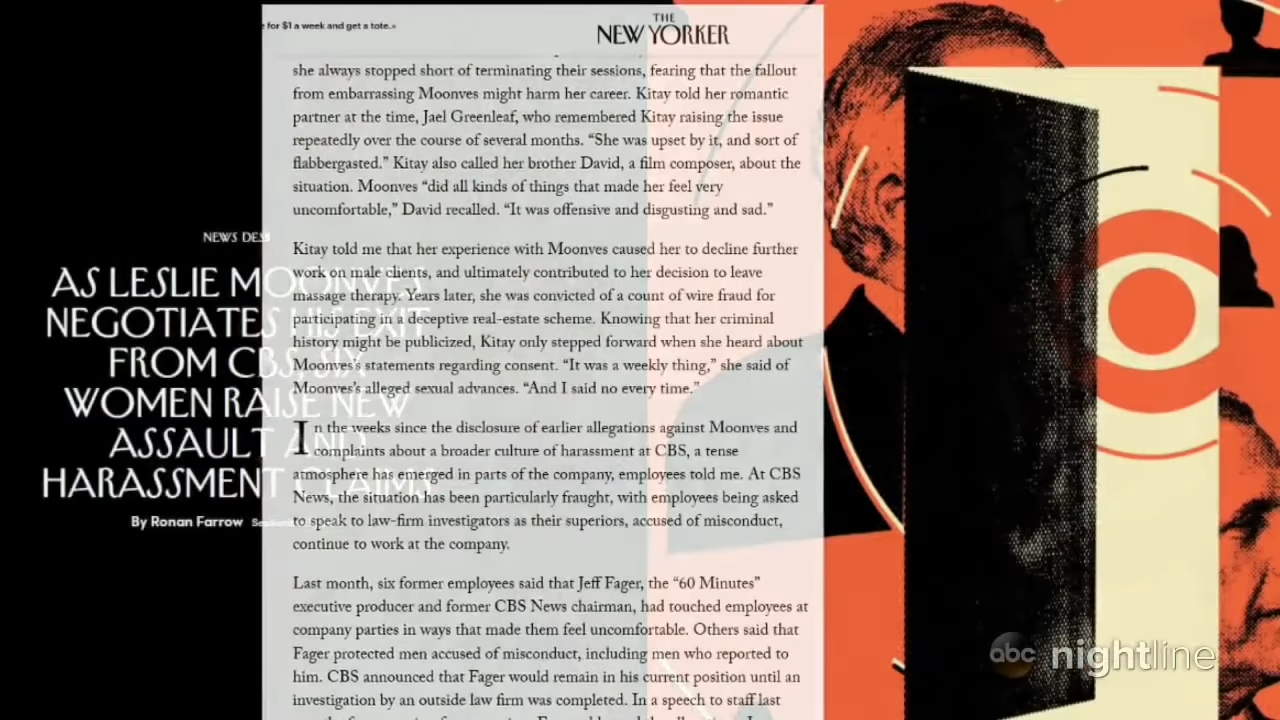 for $1 a week and get a tote.»
THE
NEW YORKER
she always stopped short of terminating their sessions, fearing that the fallout
from embarrassing Moonves might harm her career. Kitay told her romantic
partner at the time, Jael Greenleaf, who remembered Kitay raising the issue
repeatedly over the course of several months. “She was upset by it, and sort of
flabbergasted.” Kitay also called her brother David, a film composer, about the
situation. Moonves “did all kinds of things that made her feel very
uncomfortable,” David recalled. “It was offensive and disgusting and sad.”
Kitay told me that her experience with Moonves caused her to decline further
work on male clients, and ultimately contributed to her decision to leave
massage therapy. Years later, she was convicted of a count of wire fraud for
participating in a deceptive real-estate scheme. Knowing that her criminal
history might be publicized, Kitay only stepped forward when she heard about
Moonves’s statements regarding consent. “It was a weekly thing,” she said of
Moonves’s alleged sexual advances. “And I said no every time.”
In the weeks since the disclosure of earlier allegations against Moonves and
complaints about a broader culture of harassment at CBS, a tense
atmosphere has emerged in parts of the company, employees told me. At CBS
News, the situation has been particularly fraught, with employees being asked
to speak to law-firm investigators as their superiors, accused of misconduct,
continue to work at the company.
Last month, six former employees said that Jeff Fager, the “60 Minutes”
executive producer and former CBS News chairman, had touched employees at
company parties in ways that made them feel uncomfortable. Others said that
Fager protected men accused of misconduct, including men who reported to
him. CBS announced that Fager would remain in his current position until an
investigation by an outside law firm was completed. In a speech to staff last
NEWS DESK
AS LESLIE MOONVES
NEGOTIATES HIS EXIT
FROM CBS, SIX
WOMEN RAISE NEW
ASSAULT AND
HARASSMENT CLAIMS
By Ronan Farrow
abc nightline